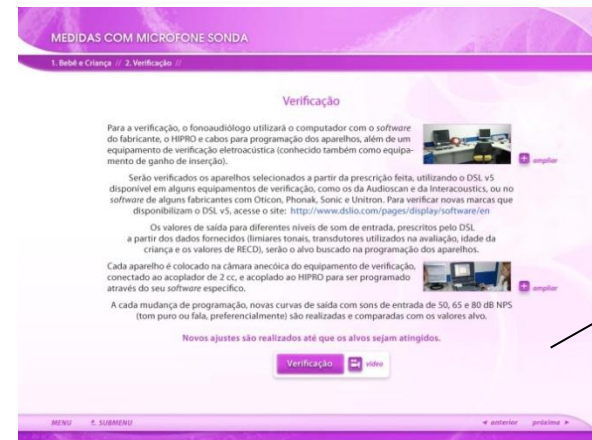 MEDIDAS COM MICROFONE SONDA
1. Bebê e Criança // 2. Verificação //
Verificação
Para a verificação, o fonoaudiólogo utilizará o computador com o software
do fabricante, o HIPRO e cabos para programação dos aparelhos, além de um
equipamento de verificação eletroacústica (conhecido também como equipa-
mento de ganho de inserção).
ampliar
Serão verificados os aparelhos selecionados a partir da prescrição feita, utilizando o DSL v5
disponível em alguns equipamentos de verificação, como os da Audioscan e da Interacoustics, ou no
software de alguns fabricantes com Oticon, Phonak, Sonic e Unitron. Para verificar novas marcas que
disponibilizam o DSL v5, acesse o site: http://www.dslio.com/pages/display/software/en
Os valores de saída para diferentes níveis de som de entrada, prescritos pelo DSL
a partir dos dados fornecidos (limiares tonais, transdutores utilizados na avaliação, idade da
criança e os valores de RECD), serão o alvo buscado na programação dos aparelhos.
Cada aparelho é colocado na câmara anecóica do equipamento de verificação,
conectado ao acoplador de 2 cc, e acoplado ao HIPRO para ser programado
através do seu software específico.
ampliar
A cada mudança de programação, novas curvas de saída com sons de entrada de 50, 65 e 80 dB NPS
(tom puro ou fala, preferencialmente) são realizadas e comparadas com os valores alvo.
Novos ajustes são realizados até que os alvos sejam atingidos.
Verificação vídeo
MENU SUBMENU anterior próxima